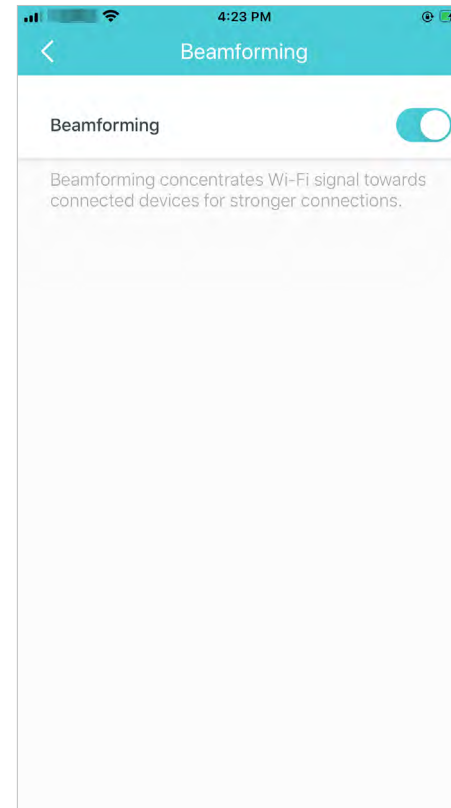 4:23 PM
Beamforming
Beamforming
Beamforming concentrates Wi-Fi signal towards
connected devices for stronger connections.